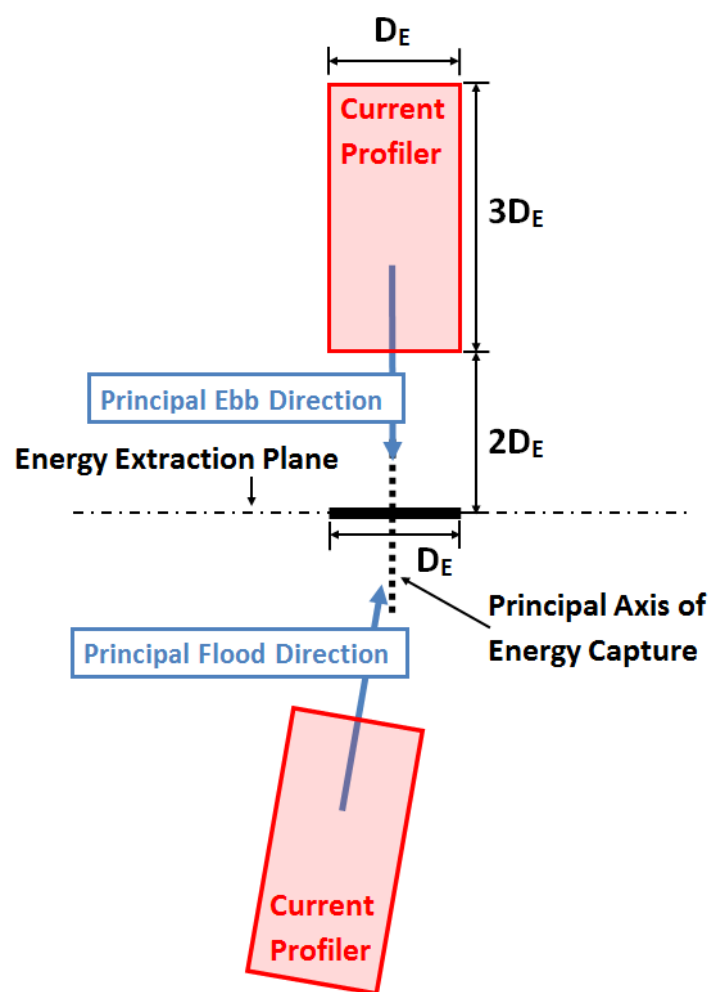 DE
Current
Profiler
3DE
Principal Ebb Direction
2DE
Energy Extraction Plane
DE
Principal Axis of
Energy Capture
Principal Flood Direction
Current
Profiler